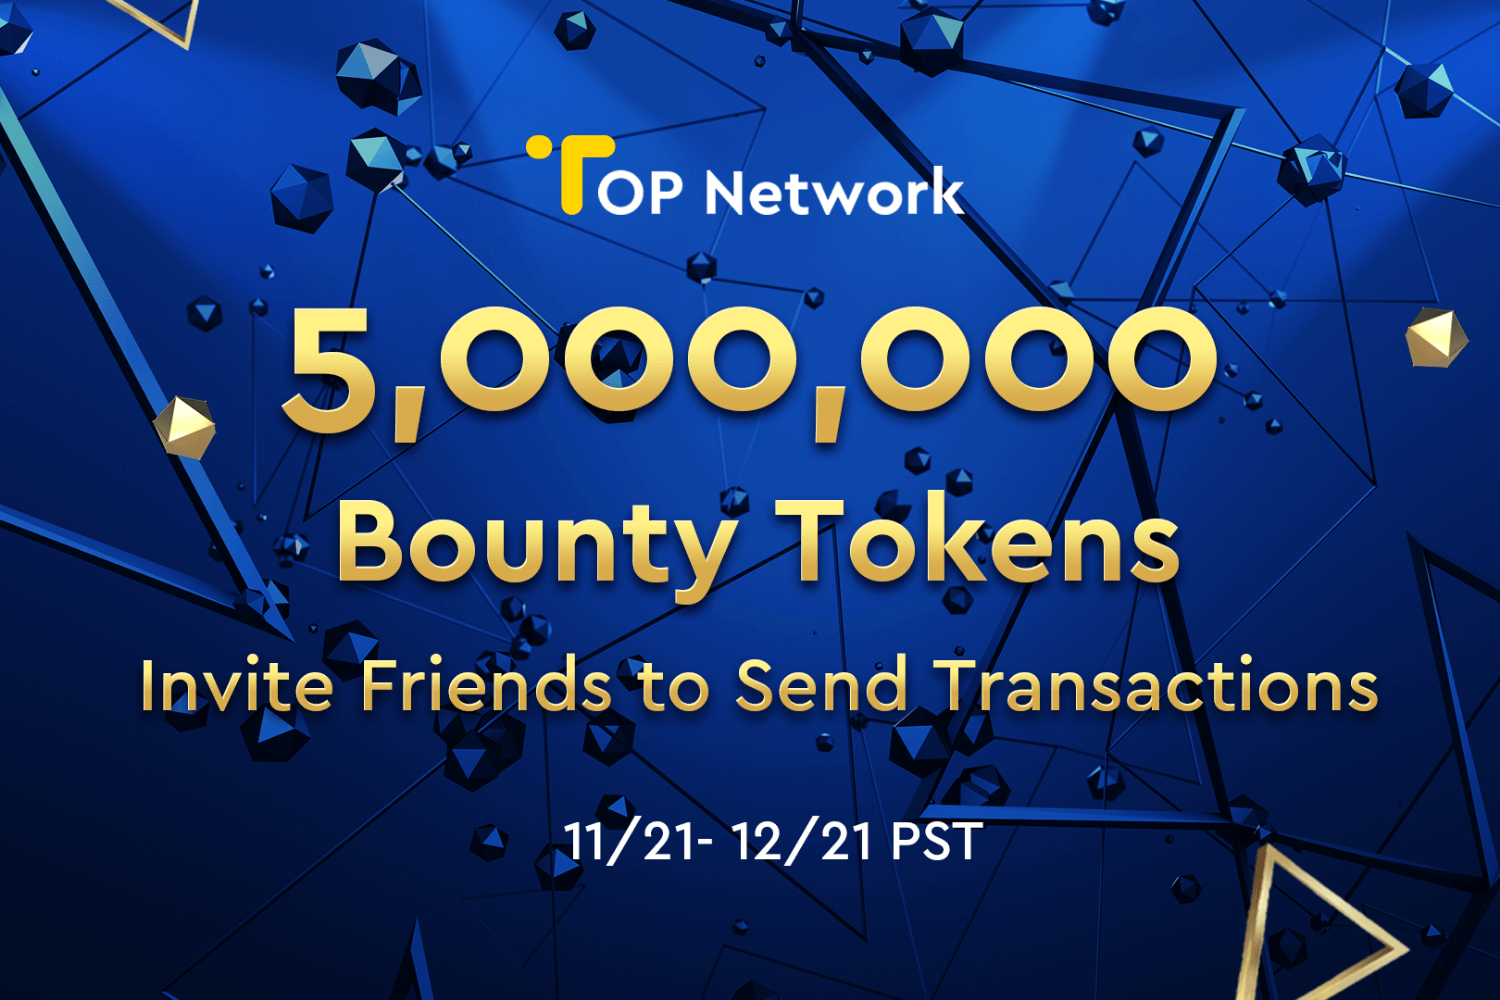 TOP Network
5,000,000
Bounty Tokens
Invite Friends to Send Transactions
11/21- 12/21 PST